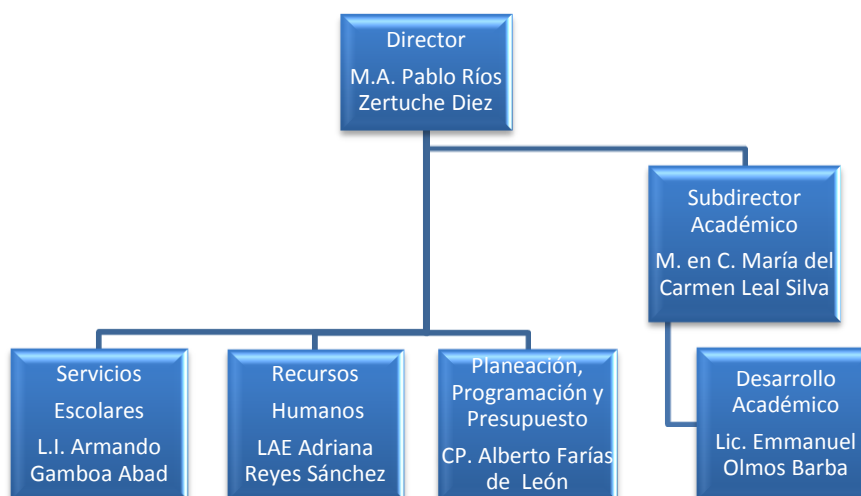 Director
M.A. Pablo Ríos
Zertuche Diez
Subdirector
Académico
M. en C. María del
Carmen Leal Silva
Servicios
Escolares
L.I. Armando
Gamboa Abad
Recursos
Humanos
LAE Adriana
Reyes Sánchez
Planeación,
Programación y
Presupuesto
CP. Alberto Farías
de León
Desarrollo
Académico
Lic. Emmanuel
Olmos Barba